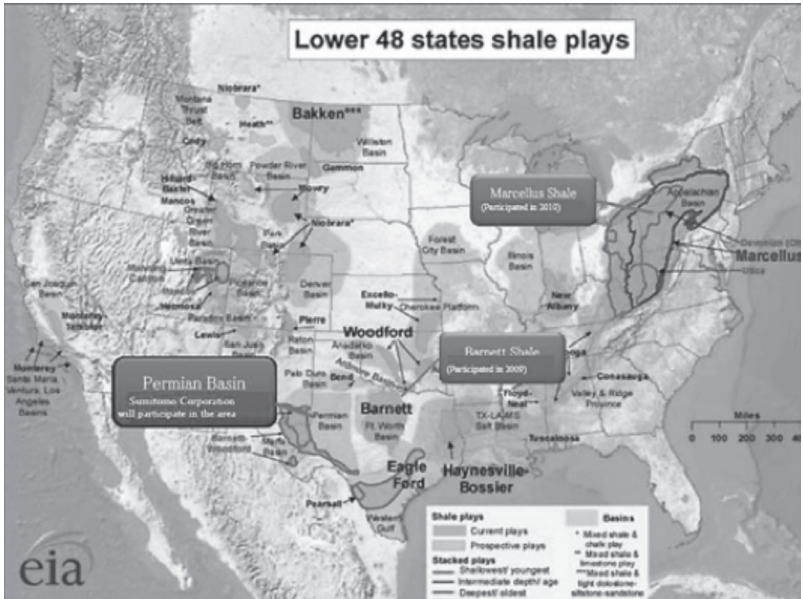 Lower 48 states shale plays
Niobrara*
Montana
Thrust
Belt
Bakken***
Heath**
Cody
Williston
Basin
Big Horn
Basin
Powder River
Basin
Gammon
Hilliard-
Baxter
Mancos
Mowry
Greater
Green
River
Basin
Niobrara*
Park
Basin
Uinta Basin
Piceance
Basin
Hermosa
Paradox Basin
San Joaquin
Basin
Monterey-
Temblor
Monterey
Santa Maria,
Ventura, Los
Angeles
Basins
Lewis
San Juan
Denver
Basin
Pierre
Raton
Basin
Forest
City Basin
Excello-
Mulky
Cherokee Platform
Illinois
Basin
New
Albany
Woodford
Anadarko
Basin
Ardmore Basin
Palo Duro
Basin
Bend
Marcellus Shale
(Participated in 2010)
Appalachian
Basin
Marcellus
Utica
Barnett Shale
(Participated in 2009)
Permian Basin
Sumitomo Corporation
will participate in the area
Permian
Basin
Barnett-
Woodford
Marfa
Basin
Barnett
Ft. Worth
Basin
Floyd-
Neal
Conasauga
Valley & Ridge
Province
TX-LA-MS
Salt Basin
Tuscaloosa
Eagle
Ford
Haynesville-
Bossier
Pearsall
Western
Gulf
Miles
0
100
200
300
Shale plays
Current plays
Prospective plays
Stacked plays
Shallowest/ youngest
Intermediate depth/ age
Deepest/ oldest
Basins
* Mixed shale &
chalk play
** Mixed shale &
limestone play
***Mixed shale &
tight dolostone-
siltstone-sandstone
eia